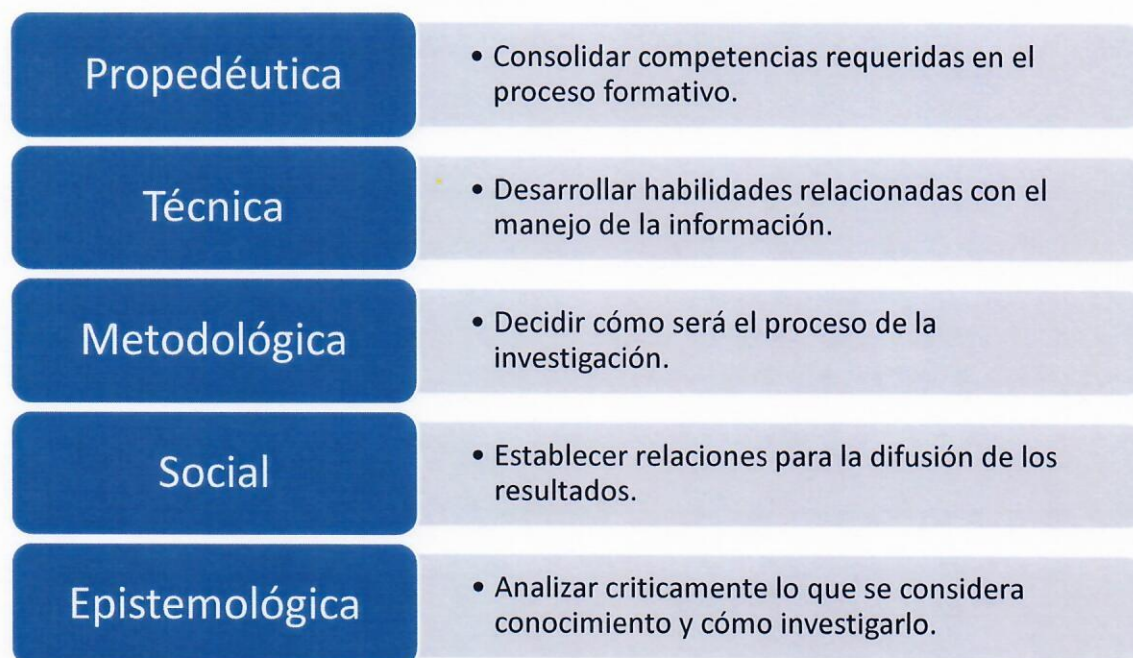 Propedéutica
• Consolidar competencias requeridas en el
proceso formativo.
Técnica
• Desarrollar habilidades relacionadas con el
manejo de la información.
Metodológica
• Decidir cómo será el proceso de la
investigación.
Social
• Establecer relaciones para la difusión de los
resultados.
Epistemológica
• Analizar criticamente lo que se considera
conocimiento y cómo investigarlo.